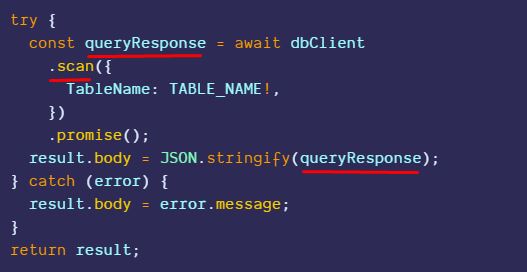 try {
const queryResponse = await dbClient
.scan({
TableName: TABLE_NAME!,
})
.promise();
result.body = JSON.stringify(queryResponse);
} catch (error) {
result.body = error.message;
}
return result;